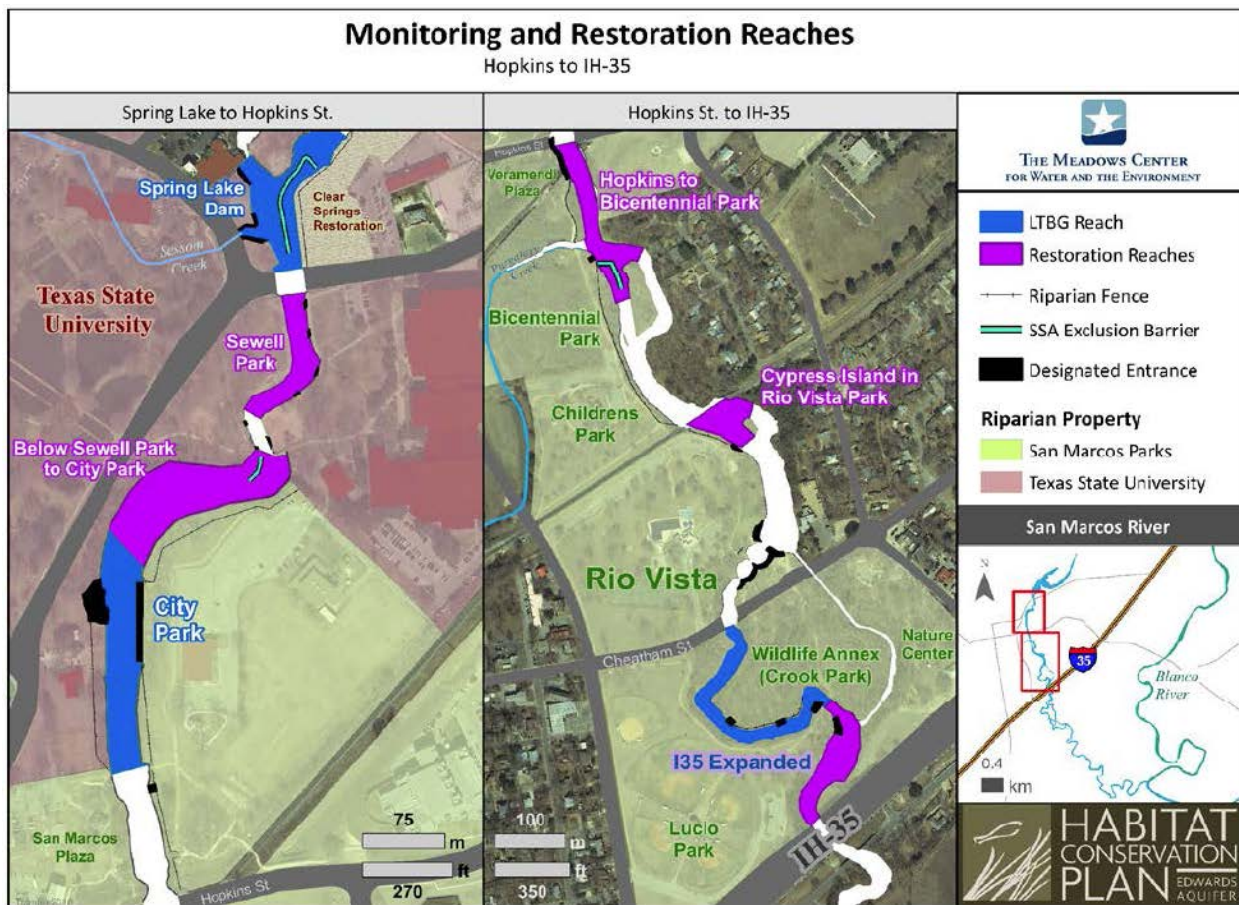 Monitoring and Restoration Reaches
Hopkins to IH-35
Spring Lake to Hopkins St.
Spring Lake
Dam
Clear
Springs
Restoration
Sessom
Creek
Texas State
University
Sewell
Park
Below Sewell Park
to City Park
City
Park
San Marcos
Plaza
Hopkins St
75
m
ft
270
Hopkins St. to IH-35
Hopkins St
Veramendi
Plaza
Hopkins to
Bicentennial Park
Purgatory
Creek
Bicentennial
Park
Cypress Island in
Rio Vista Park
Childrens
Park
Rio Vista
Cheatham St
Wildlife Annex
(Crook Park)
Nature
Center
I35 Expanded
Lucio
Park
IH-35
100
m
ft
350
THE MEADOWS CENTER
FOR WATER AND THE ENVIRONMENT
LTBG Reach
Restoration Reaches
Riparian Fence
SSA Exclusion Barrier
Designated Entrance
Riparian Property
San Marcos Parks
Texas State University
San Marcos River
N
35
Blanco
River
0.4
km
HABITAT
CONSERVATION
PLAN
EDWARDS
AQUIFER